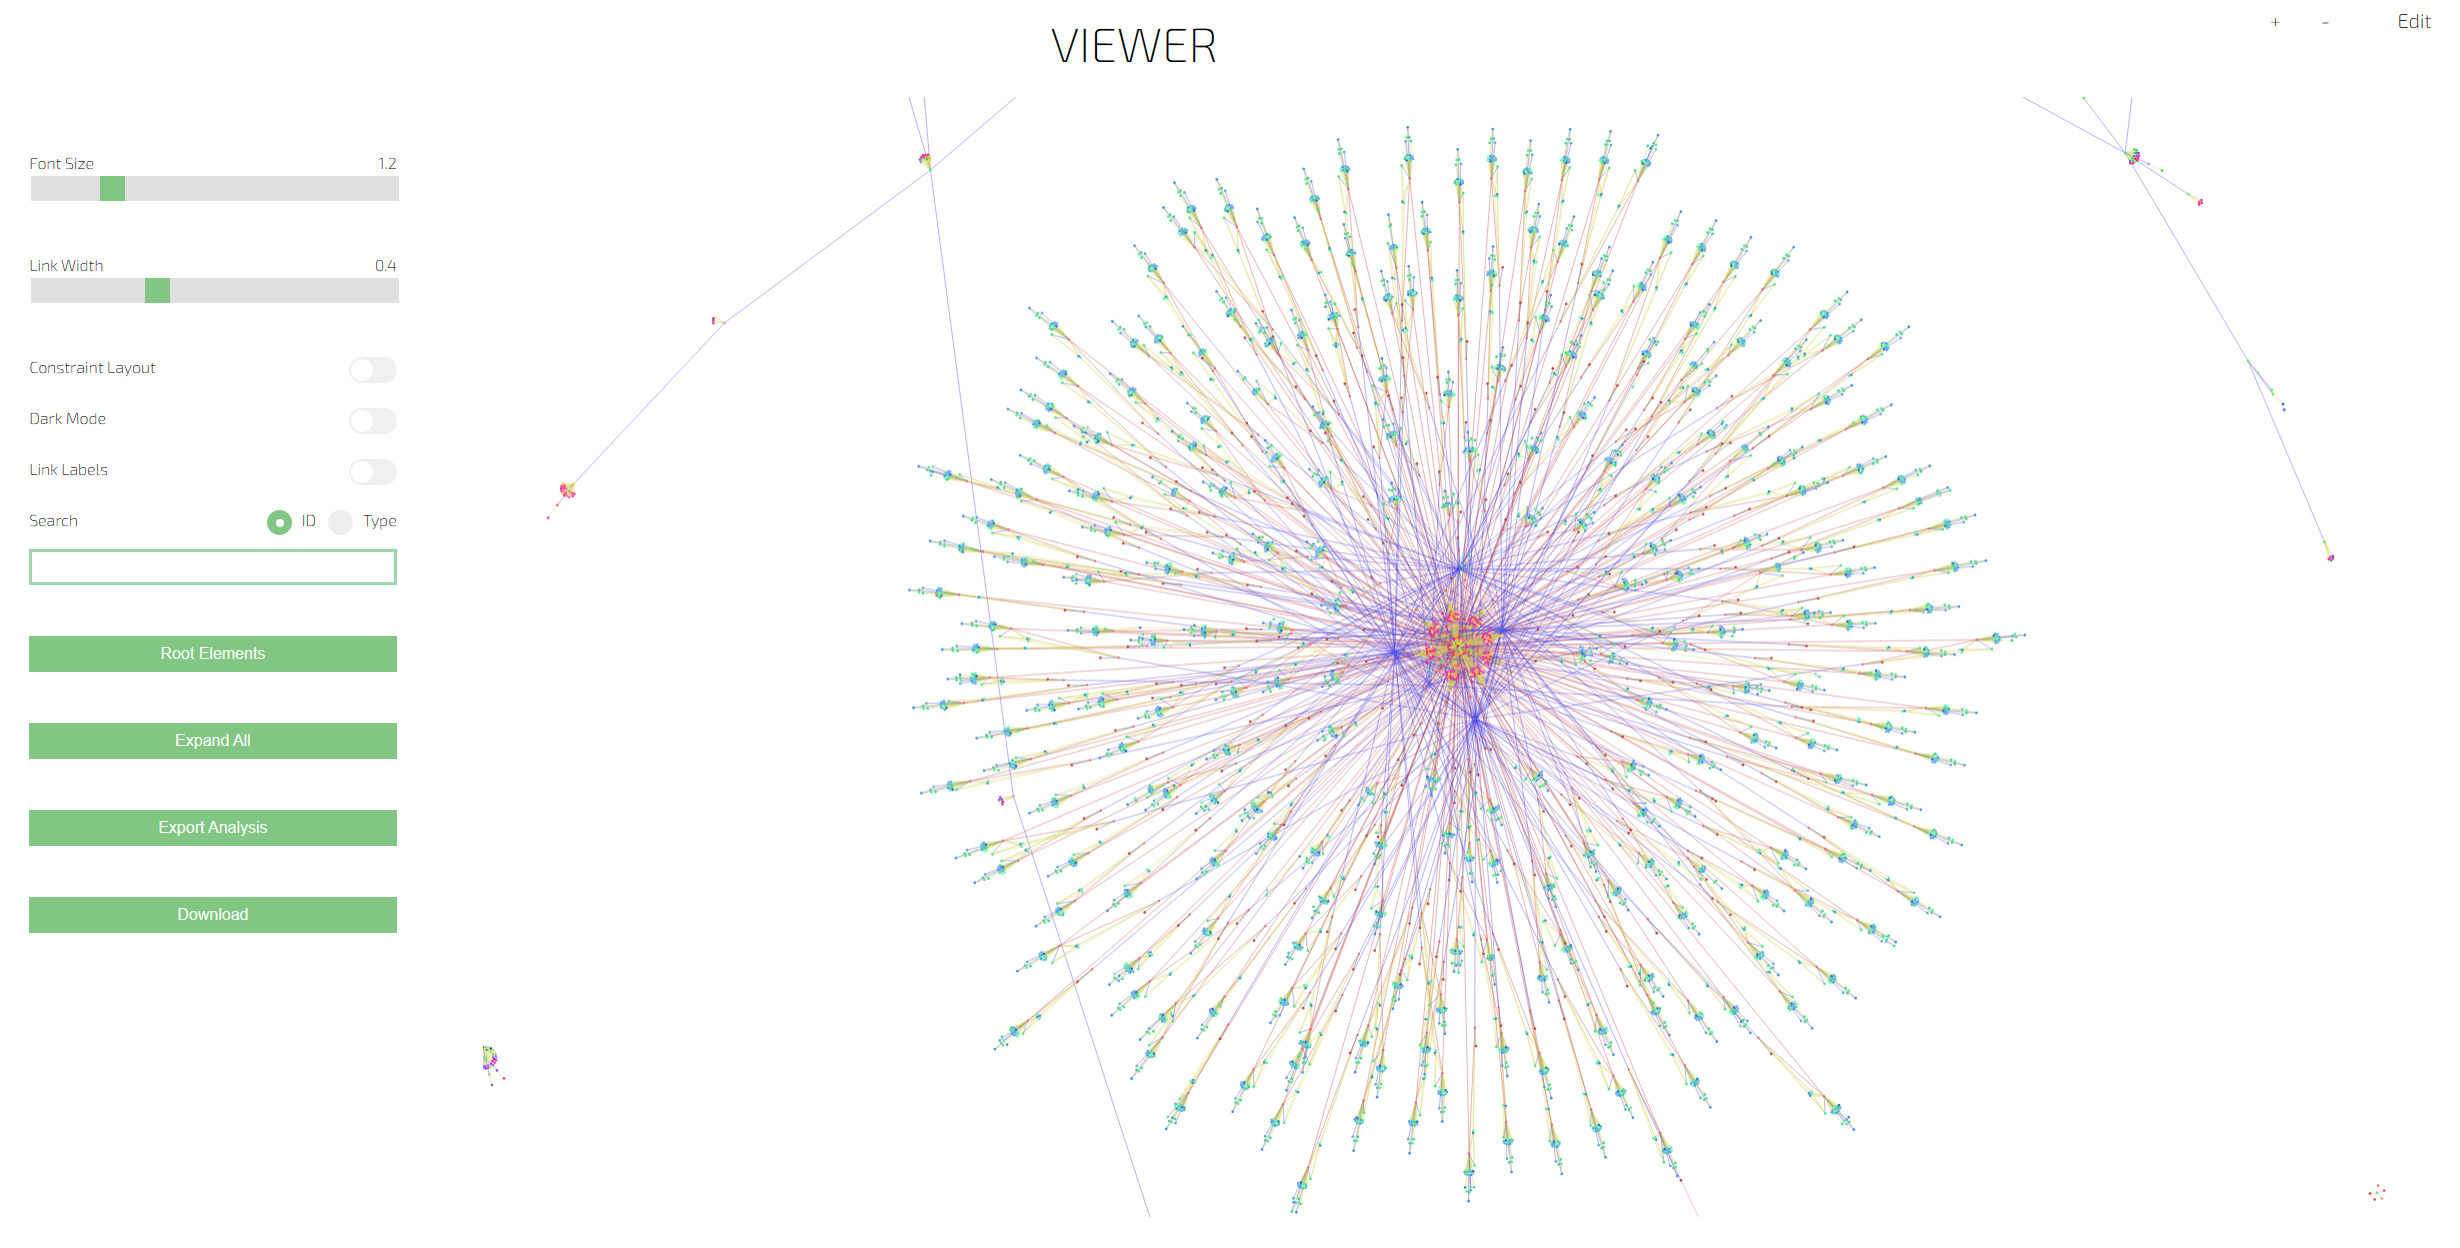 + - Edit
VIEWER
Font Size 1.2
Link Width 0.4
Constraint Layout
Dark Mode
Link Labels
Search ID Type
Root Elements
Expand All
Export Analysis
Download